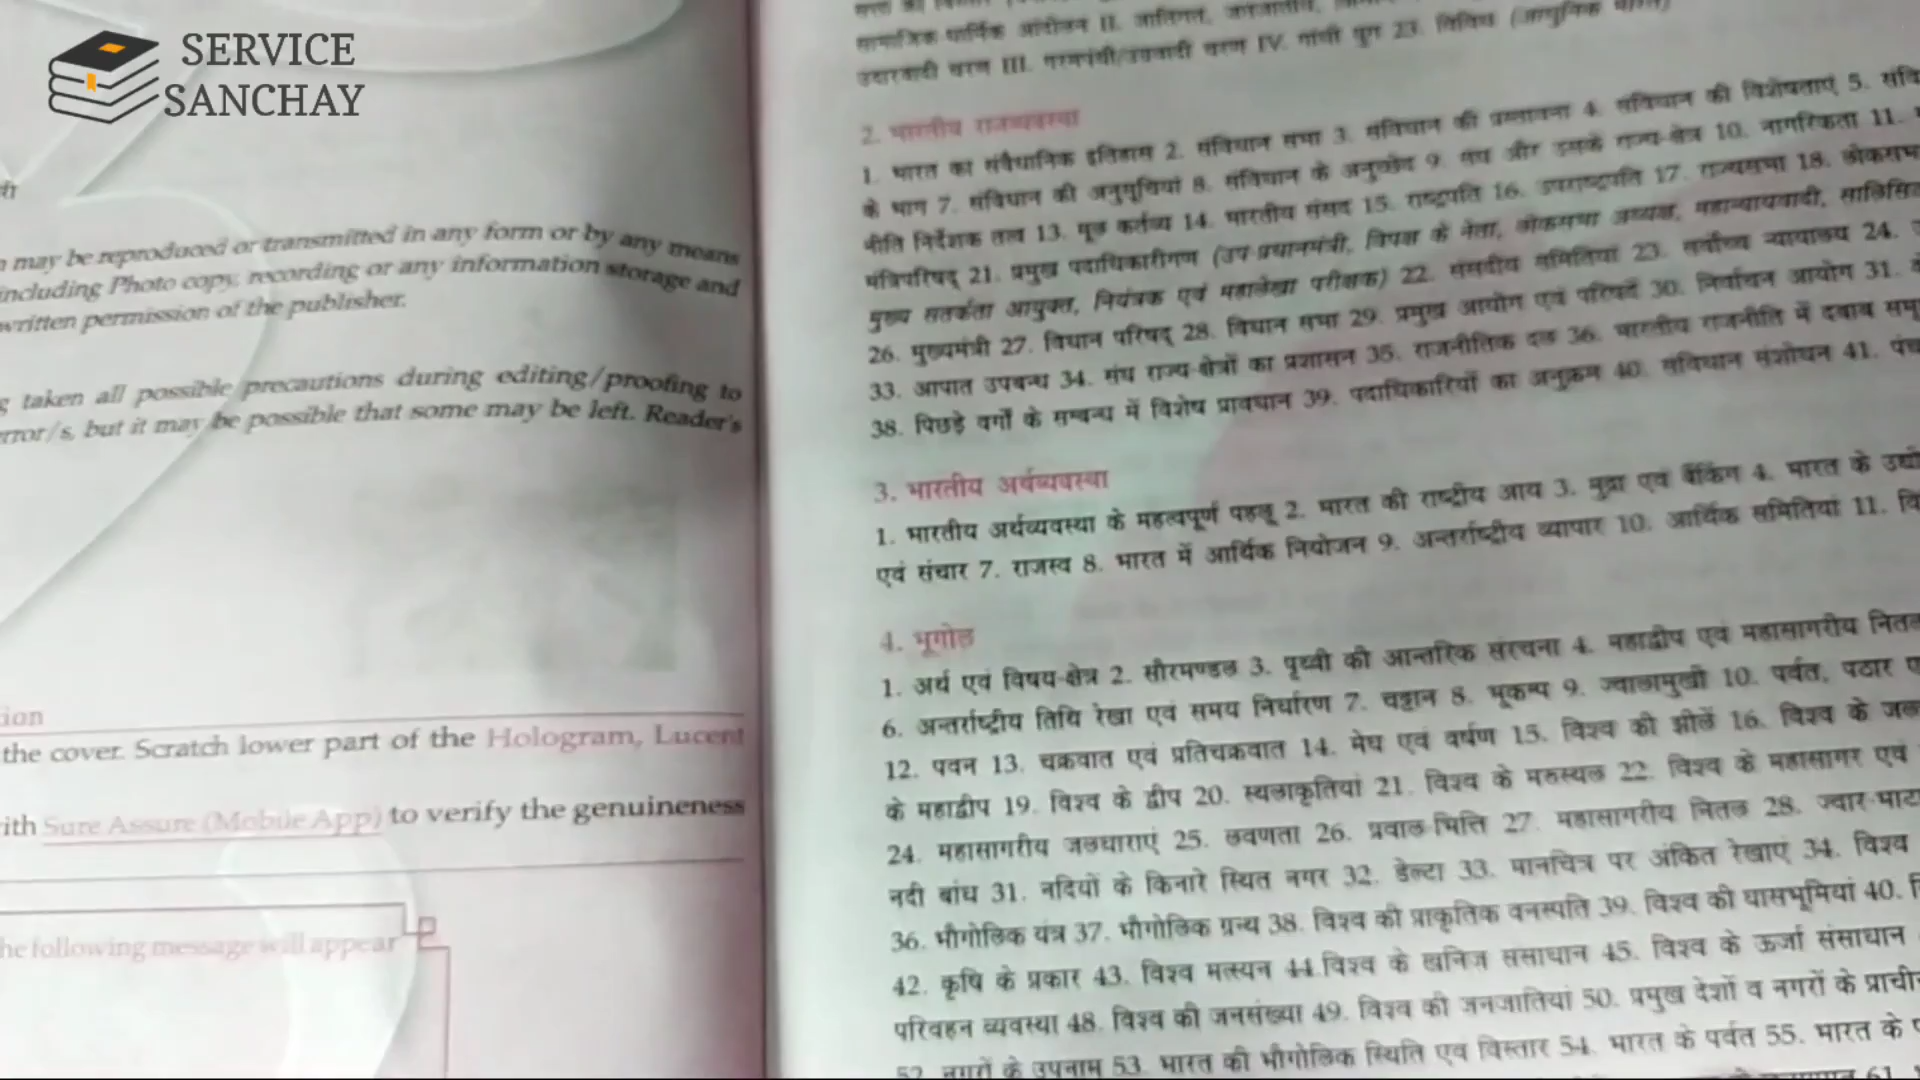 SERVICE
SANCHAY
may be reproduced or transmitted in any form or by any means
including Photo copy, recording or any information storage and
written permission of the publisher.
taken all possible precautions during editing/proofing to
error/s, but it may be possible that some may be left. Reader's
the cover. Scratch lower part of the Hologram, Lucent
Sure Assure (Mobile App) to verify the genuineness
following message will appear
सामाजिक धार्मिक आंदोलन II. जातिगत,
उदारवादी चरण III. गरमपंथी/उग्रवादी चरण IV. गांधी युग 23. विविध (आधुनिक भारत)
2. भारतीय राजव्यवस्था
1. भारत का संवैधानिक इतिहास 2. संविधान सभा 3. संविधान की प्रस्तावना 4. संविधान की विशेषताएं 5.
के भाग 7. संविधान की अनुसूचियां 8. संविधान के अनुच्छेद 9. संघ और उसके राज्य-क्षेत्र 10. नागरिकता 11.
नीति निर्देशक तत्व 13. मूल कर्तव्य 14. भारतीय संसद 15. राष्ट्रपति 16. उपराष्ट्रपति 17. राज्यसभा 18.
मंत्रिपरिषद् 21. प्रमुख पदाधिकारीगण (उप-प्रधानमंत्री, विपक्ष के नेता, लोकसभा अध्यक्ष, महान्यायवादी,
मुख्य सतर्कता आयुक्त, नियंत्रक एवं महालेखा परीक्षक) 22. संसदीय समितियां 23. सर्वोच्च न्यायालय 24.
26. मुख्यमंत्री 27. विधान परिषद् 28. विधान सभा 29. प्रमुख आयोग एवं परिषदें 30. निर्वाचन आयोग 31.
33. आपात उपबन्ध 34. संघ राज्य-क्षेत्रों का प्रशासन 35. राजनीतिक दल 36. भारतीय राजनीति में दबाव
38. पिछड़े वर्गों के सम्बन्ध में विशेष प्रावधान 39. पदाधिकारियों का अनुक्रम 40. संविधान संशोधन 41.
3. भारतीय अर्थव्यवस्था
1. भारतीय अर्थव्यवस्था के महत्वपूर्ण पहलू 2. भारत की राष्ट्रीय आय 3. मुद्रा एवं बैंकिंग 4. भारत के
एवं संचार 7. राजस्व 8. भारत में आर्थिक नियोजन 9. अन्तर्राष्ट्रीय व्यापार 10. आर्थिक समितियां 11.
4. भूगोल
1. अर्थ एवं विषय-क्षेत्र 2. सौरमण्डल 3. पृथ्वी की आन्तरिक संरचना 4. महाद्वीप एवं महासागरीय
6. अन्तर्राष्ट्रीय तिथि रेखा एवं समय निर्धारण 7. चट्टान 8. भूकम्प 9. ज्वालामुखी 10. पर्वत, पठार
12. पवन 13. चक्रवात एवं प्रतिचक्रवात 14. मेघ एवं वर्षण 15. विश्व की झीलें 16. विश्व के
के महाद्वीप 19. विश्व के द्वीप 20. स्थलाकृतियां 21. विश्व के मरुस्थल 22. विश्व के महासागर एवं
24. महासागरीय जलधाराएं 25. लवणता 26. प्रवाल-भित्ति 27. महासागरीय नितल 28.
नदी बांध 31. नदियों के किनारे स्थित नगर 32. डेल्टा 33. मानचित्र पर अंकित रेखाएं 34. विश्व
36. भौगोलिक यंत्र 37. भौगोलिक ग्रन्थ 38. विश्व की प्राकृतिक वनस्पति 39. विश्व की घासभूमियां 40.
42. कृषि के प्रकार 43. विश्व मत्स्यन 44.विश्व के खनिज संसाधान 45. विश्व के ऊर्जा संसाधान
परिवहन व्यवस्था 48. विश्व की जनसंख्या 49. विश्व की जनजातियां 50. प्रमुख देशों व नगरों के
52. नगरों के उपनाम 53. भारत की भौगोलिक स्थिति एवं विस्तार 54. भारत के पर्वत 55. भारत के